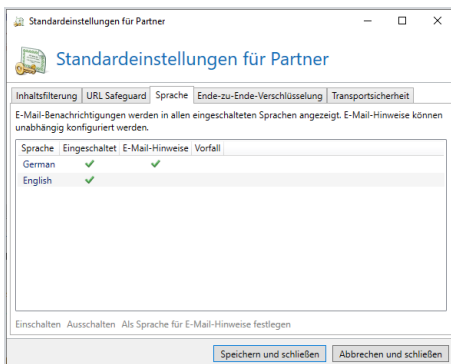 Standardeinstellungen für Partner
Standardeinstellungen für Partner
Inhaltsfilterung URL Safeguard Sprache Ende-zu-Ende-Verschlüsselung Transportsicherheit
E-Mail-Benachrichtigungen werden in allen eingeschalteten Sprachen angezeigt. E-Mail-Hinweise können
unabhängig konfiguriert werden.
Sprache Eingeschaltet E-Mail-Hinweise Vorfall
German
English
Einschalten Ausschalten Als Sprache für E-Mail-Hinweise festlegen
Speichern und schließen Abbrechen und schließen